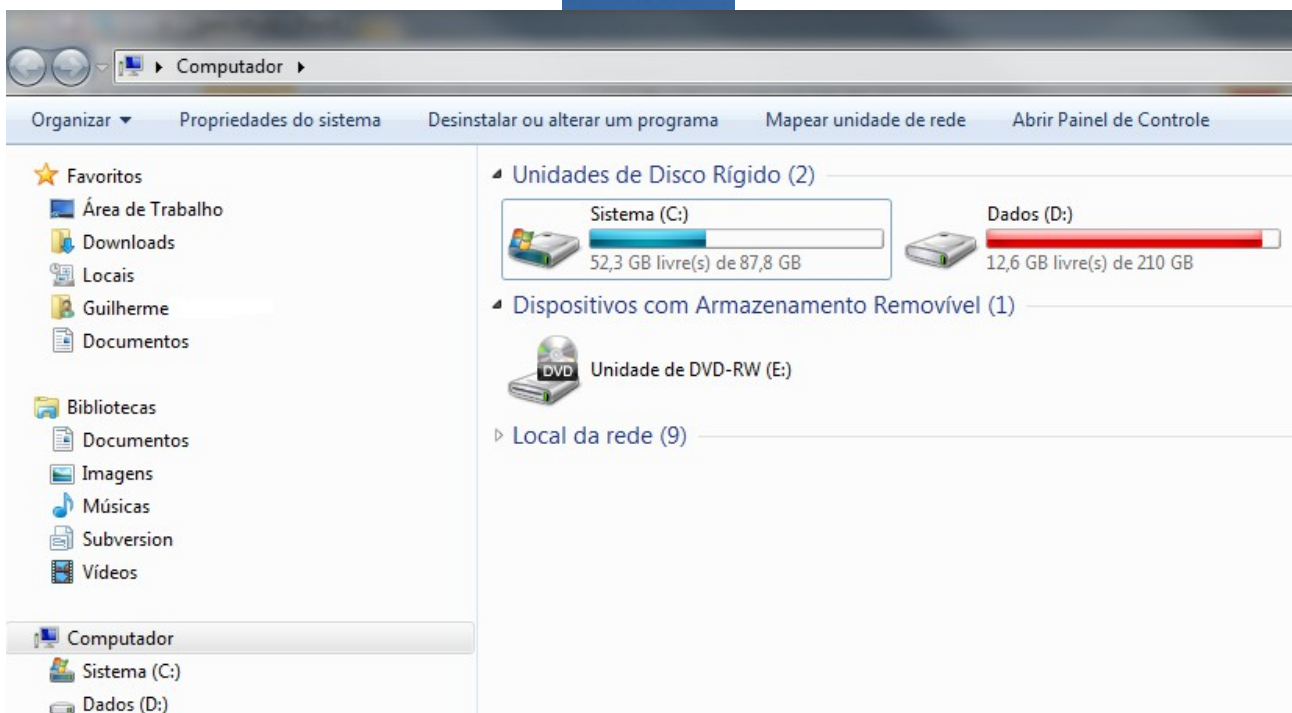 Computador
Organizar
Propriedades do sistema
Desinstalar ou alterar um programa
Mapear unidade de rede
Abrir Painel de Controle
Favoritos
Área de Trabalho
Downloads
Locais
Guilherme
Documentos
Bibliotecas
Documentos
Imagens
Músicas
Subversion
Vídeos
Computador
Sistema (C:)
Dados (D:)
Unidades de Disco Rígido (2)
Sistema (C:)
52,3 GB livre(s) de 87,8 GB
Dados (D:)
12,6 GB livre(s) de 210 GB
Dispositivos com Armazenamento Removível (1)
DVD
Unidade de DVD-RW (E:)
Local da rede (9)